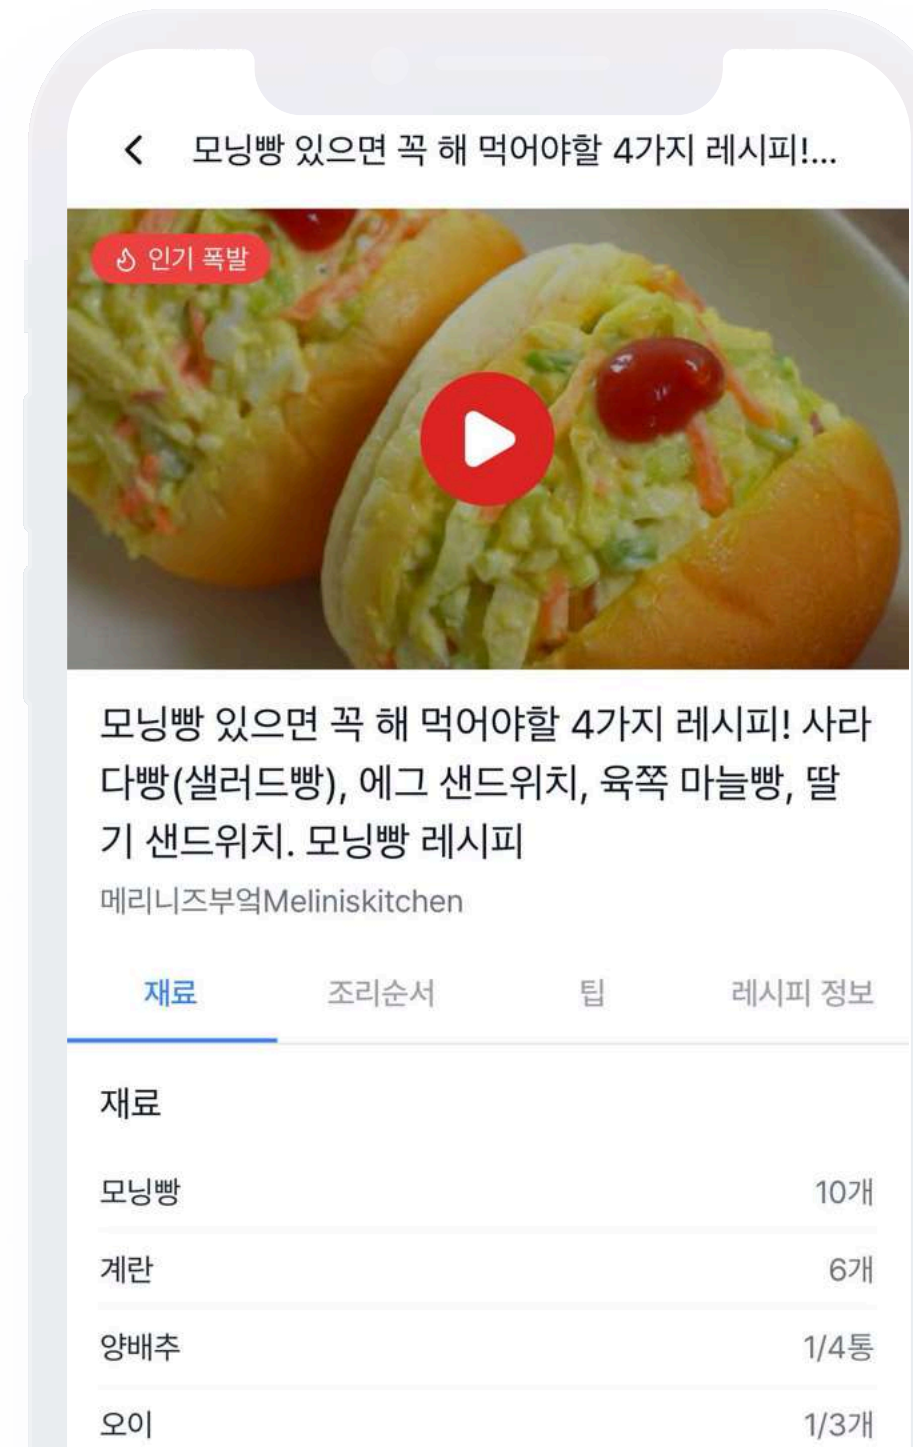 모닝빵 있으면 꼭 해 먹어야할 4가지 레시피!...
인기 폭발
모닝빵 있으면 꼭 해 먹어야할 4가지 레시피! 사라
다빵(샐러드빵), 에그 샌드위치, 육쪽 마늘빵, 딸
기 샌드위치. 모닝빵 레시피
메리니즈부엌Meliniskitchen
재료 조리순서 팁 레시피 정보
재료
모닝빵 10개
계란 6개
양배추 1/4통
오이 1/3개